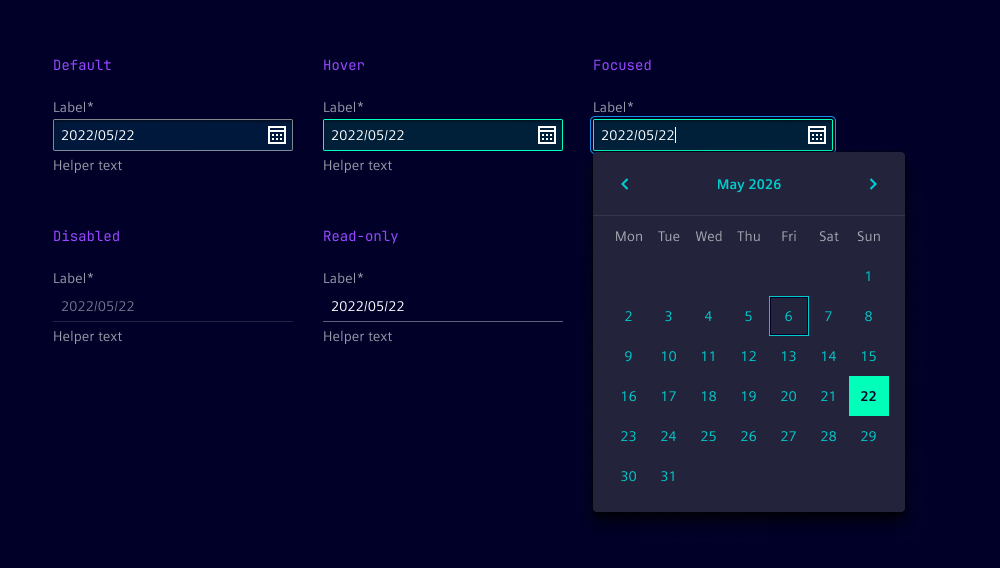 Default
Label*
2022/05/22
Helper text
Hover
Label*
2022/05/22
Helper text
Focused
Label*
2022/05/22
May 2026
Mon Tue Wed Thu Fri Sat Sun
1
2 3 4 5 6 7 8
9 10 11 12 13 14 15
16 17 18 19 20 21 22
23 24 25 26 27 28 29
30 31
Disabled
Label*
2022/05/22
Helper text
Read-only
Label*
2022/05/22
Helper text